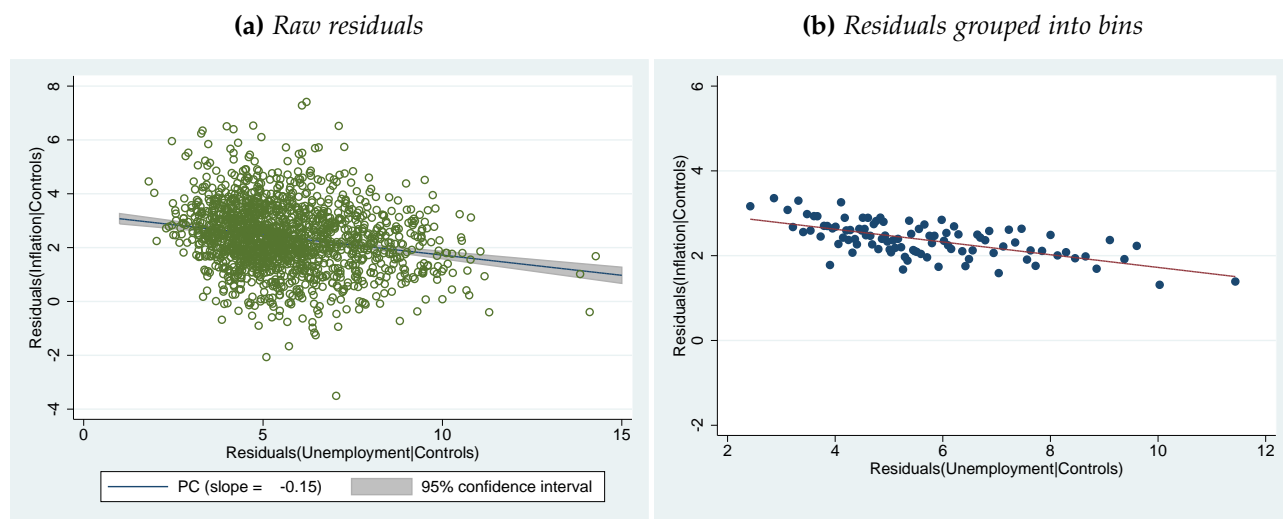 (a) Raw residuals
Residuals(Inflation|Controls)
8
6
4
2
0
-2
-4
0 5 10 15
Residuals(Unemployment|Controls)
PC (slope = -0.15) 95% confidence interval
(b) Residuals grouped into bins
Residuals(Inflation|Controls)
6
4
2
0
-2
2 4 6 8 10 12
Residuals(Unemployment|Controls)